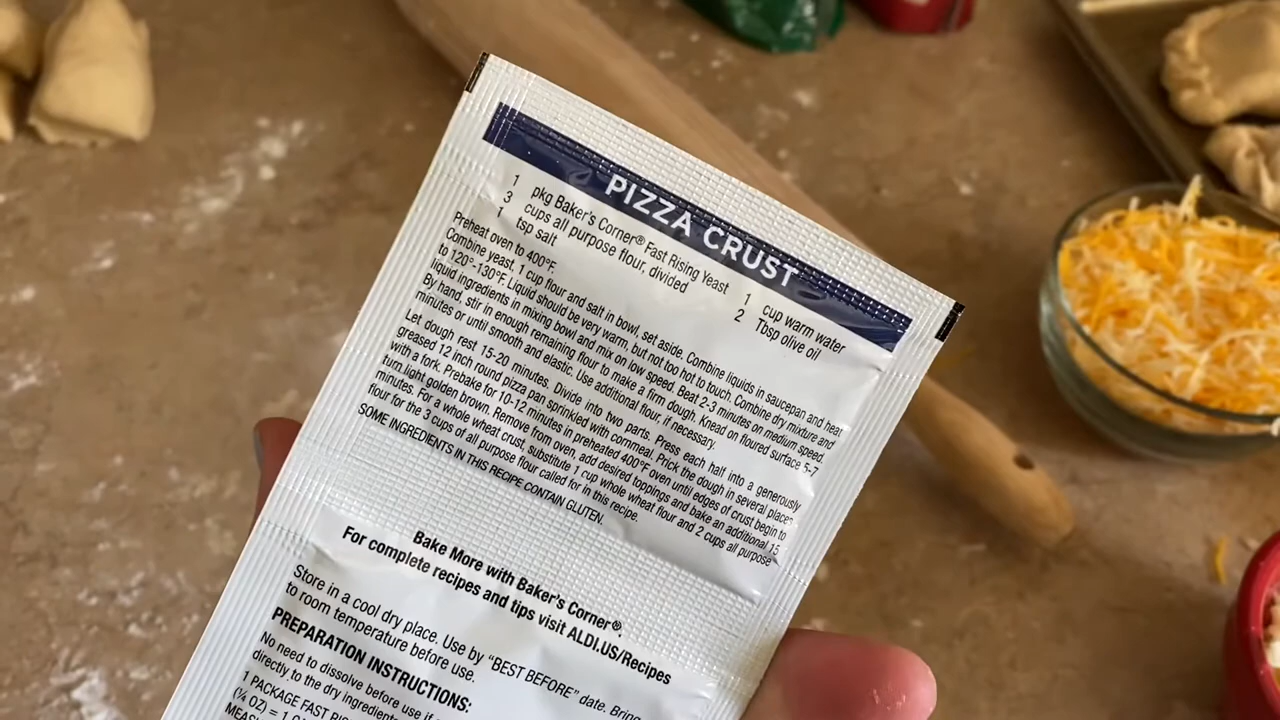 PIZZA CRUST
1 pkg Baker's Corner® Fast Rising Yeast
3 cups all purpose flour, divided
1 tsp salt
1 cup warm water
2 Tbsp olive oil
Preheat oven to 400°F.
Combine yeast, 1 cup flour and salt in bowl, set aside. Combine liquids in saucepan and heat
to 120°-130°F. Liquid should be very warm, but not too hot to touch. Combine dry mixture and
liquid ingredients in mixing bowl and mix on low speed. Beat 2-3 minutes on medium speed.
By hand, stir in enough remaining flour to make a firm dough. Knead on floured surface 5-7
minutes or until smooth and elastic. Use additional flour, if necessary.
Let dough rest 15-20 minutes. Divide into two parts. Press each half into a generously
greased 12 inch round pizza pan sprinkled with cornmeal. Prick the dough in several places
with a fork. Prebake for 10-12 minutes in preheated 400°F oven until edges of crust begin to
turn light golden brown. Remove from oven, add desired toppings and bake an additional 15
minutes. For a whole wheat crust, substitute 1 cup whole wheat flour and 2 cups all purpose
flour for the 3 cups of all purpose flour called for in this recipe.
SOME INGREDIENTS IN THIS RECIPE CONTAIN GLUTEN.
Bake More with Baker's Corner®.
For complete recipes and tips visit ALDI.US/Recipes
Store in a cool dry place. Use by "BEST BEFORE" date. Bring
to room temperature before use.
PREPARATION INSTRUCTIONS:
No need to dissolve before use if
directly to the dry ingredients
1 PACKAGE FAST
(¼ OZ) = 1